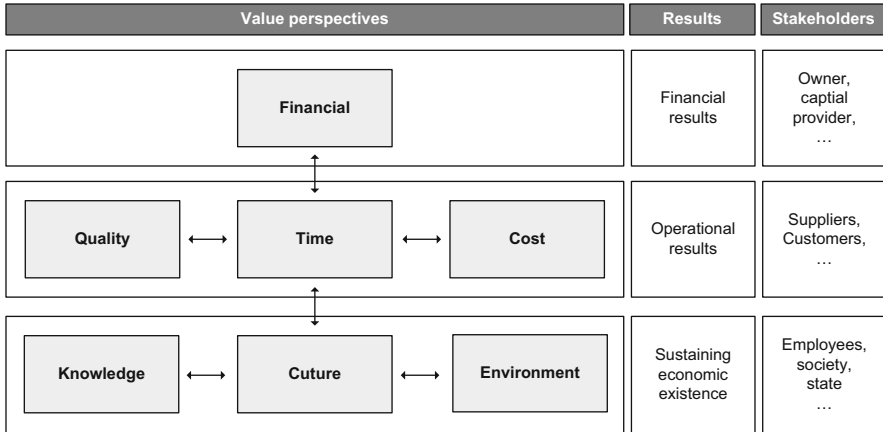 Value perspectives
Results
Stakeholders
Financial
Financial
results
Owner,
captial
provider,
…
Quality
Time
Cost
Operational
results
Suppliers,
Customers,
…
Knowledge
Cuture
Environment
Sustaining
economic
existence
Employees,
society,
state
…